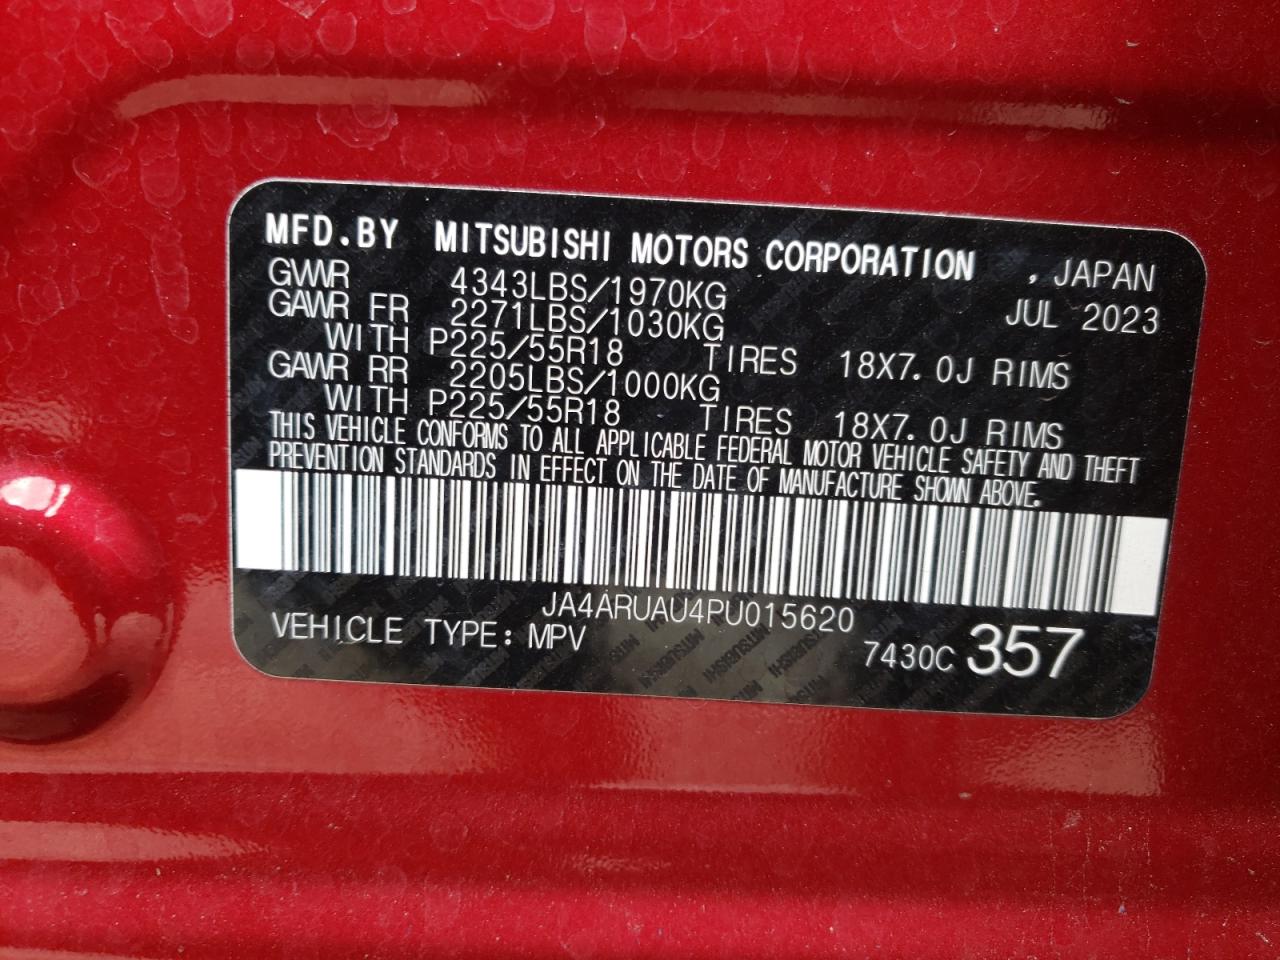 MFD.BY MITSUBISHI MOTORS CORPORATION , JAPAN
GVWR 4343LBS/1970KG JUL 2023
GAWR FR 2271LBS/1030KG
WITH P225/55R18 TIRES 18X7.0J RIMS
GAWR RR 2205LBS/1000KG
WITH P225/55R18 TIRES 18X7.0J RIMS
THIS VEHICLE CONFORMS TO ALL APPLICABLE FEDERAL MOTOR VEHICLE SAFETY AND THEFT
PREVENTION STANDARDS IN EFFECT ON THE DATE OF MANUFACTURE SHOWN ABOVE.
JA4ARUAU4PU015620
VEHICLE TYPE: MPV
7430C 357